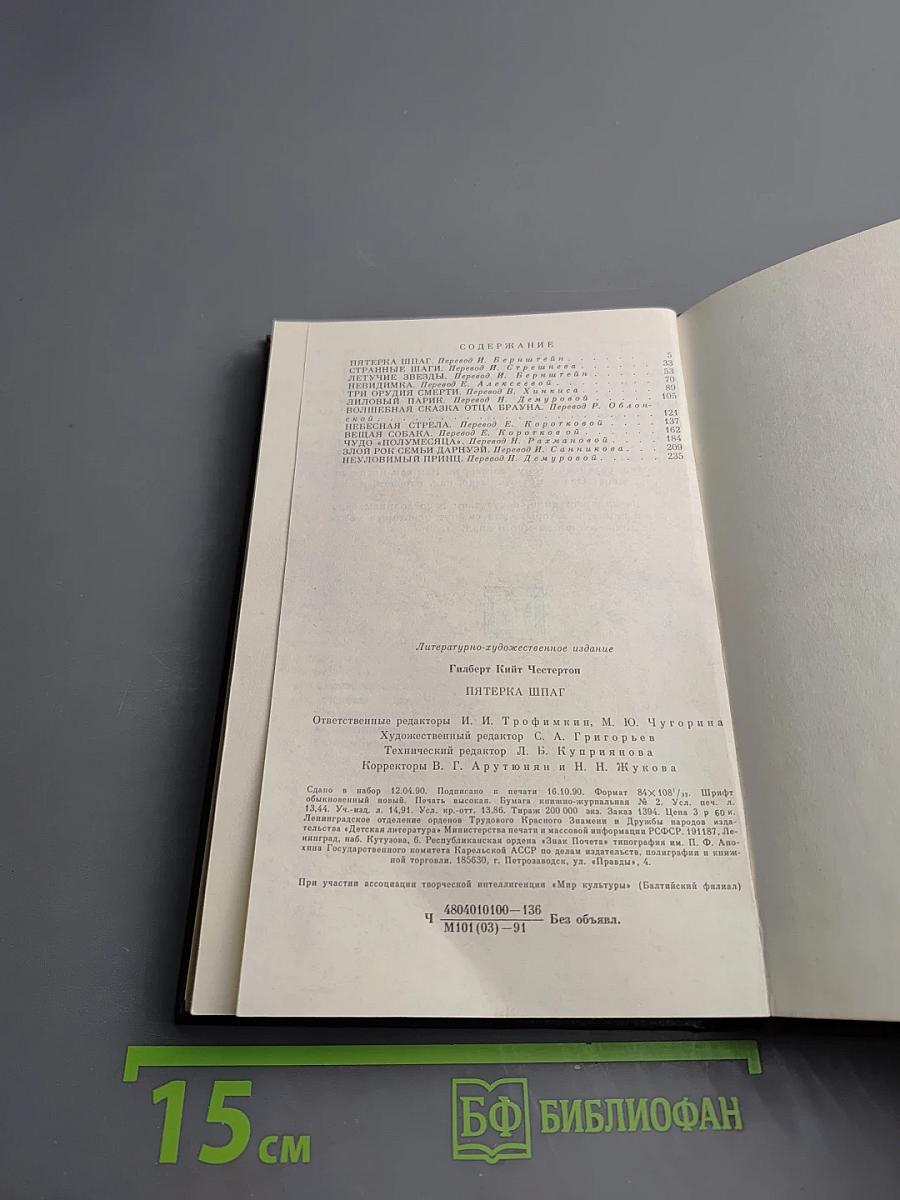 СОДЕРЖАНИЕ
ПЯТЕРКА ШПАГ. Перевод И. Бернштейн. . . . . . . 5
СТРАННЫЕ ШАГИ. Перевод И. Стрешнева. . . . . . 33
ЛЕТУЧИЕ ЗВЕЗДЫ. Перевод И. Бернштейн . . . . . 53
НЕВИДИМКА. Перевод Е. Алексеевой. . . . . . . . 70
ТРИ ОРУДИЯ СМЕРТИ. Перевод В. Хинкиса. . . . . 89
ЛИЛОВЫЙ ПАРИК. Перевод Н. Демуровой . . . . . 105
ВОЛШЕБНАЯ СКАЗКА ОТЦА БРАУНА. Перевод Р. Облон-
ской. . . . . . . . . . . . . . . . 121
НЕБЕСНАЯ СТРЕЛА. Перевод Е. Коротковой . . . . 137
ВЕЩАЯ СОБАКА. Перевод Е. Коротковой . . . . . 162
ЧУДО «ПОЛУМЕСЯЦА». Перевод Н. Рахмановой. . . . 184
ЗЛОЙ РОК СЕМЬИ ДАРНУЭЙ. Перевод И. Санникова. . . 209
НЕУЛОВИМЫЙ ПРИНЦ. Перевод Н. Демуровой. . . . . 235
Литературно-художественное издание
Гилберт Кийт Честертон
ПЯТЕРКА ШПАГ
Ответственные редакторы И. И. Трофимкин, М. Ю. Чугорина
Художественный редактор С. А. Григорьев
Технический редактор Л. Б. Куприянова
Корректоры В. Г. Арутюнян и Н. Н. Жукова
Сдано в набор 12.04.90. Подписано к печати 16.10.90. Формат 84×108¹/₃₂. Шрифт
обыкновенный новый. Печать высокая. Бумага книжно-журнальная № 2. Усл. печ. л.
13,44. Уч.-изд. л. 14,91. Усл. кр.-отт. 13,86. Тираж 200 000 экз. Заказ 1394. Цена 3 р 60 к.
Ленинградское отделение орденов Трудового Красного Знамени и Дружбы народов изда-
тельства «Детская литература» Министерства печати и массовой информации РСФСР. 191187, Ле-
нинград, наб. Кутузова, 6. Республиканская ордена «Знак Почета» типография им. П. Ф. Ано-
хина Государственного комитета Карельской АССР по делам издательств, полиграфии и книж-
ной торговли. 185630, г. Петрозаводск, ул. «Правды», 4.
При участии ассоциации творческой интеллигенции «Мир культуры» (Балтийский филиал)
Ч 4804010100—136 Без объявл.
М101(03)—91
15 см
БФ БИБЛИОФАН